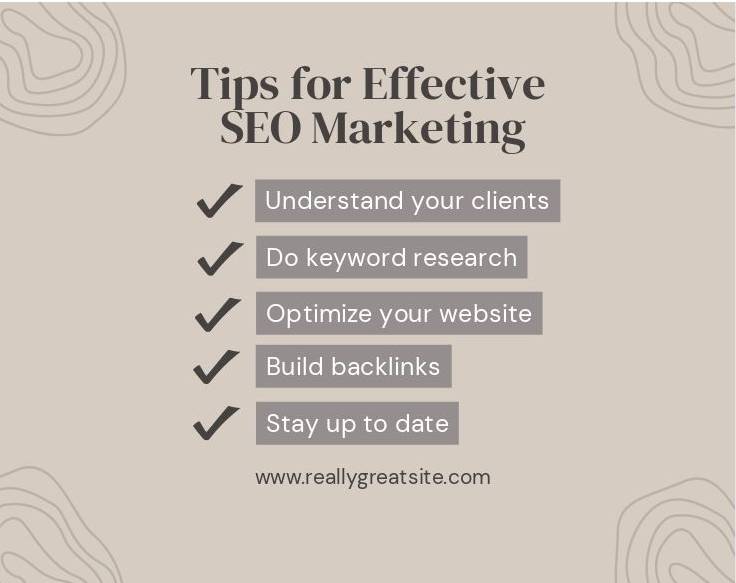 Tips for Effective
SEO Marketing
Understand your clients
Do keyword research
Optimize your website
Build backlinks
Stay up to date
www.reallygreatsite.com